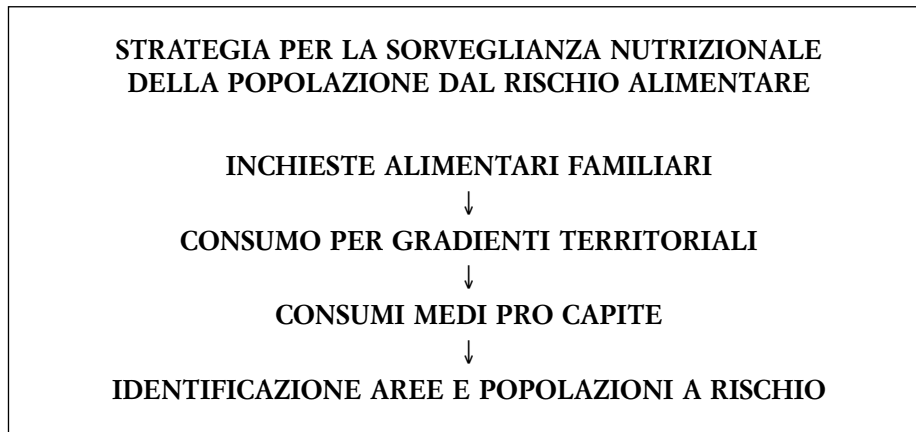 STRATEGIA PER LA SORVEGLIANZA NUTRIZIONALE
DELLA POPOLAZIONE DAL RISCHIO ALIMENTARE
INCHIESTE ALIMENTARI FAMILIARI
↓
CONSUMO PER GRADIENTI TERRITORIALI
↓
CONSUMI MEDI PRO CAPITE
↓
IDENTIFICAZIONE AREE E POPOLAZIONI A RISCHIO